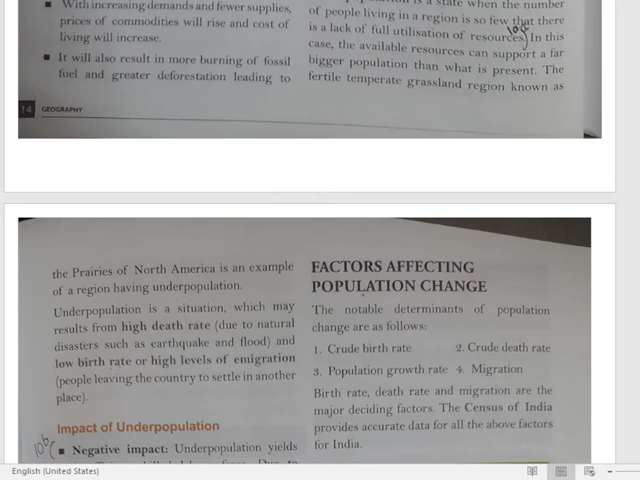 With increasing demands and fewer supplies,
prices of commodities will rise and cost of
living will increase.
It will also result in more burning of fossil
fuel and greater deforestation leading to
is a state when the number
of people living in a region is so few that there
is a lack of full utilisation of resources. In this
case, the available resources can support a far
bigger population than what is present. The
fertile temperate grassland region known as
14 GEOGRAPHY
the Prairies of North America is an example
of a region having underpopulation.
Underpopulation is a situation, which may
results from high death rate (due to natural
disasters such as earthquake and flood) and
low birth rate or high levels of emigration
(people leaving the country to settle in another
place).
Impact of Underpopulation
Negative impact: Underpopulation yields
FACTORS AFFECTING
POPULATION CHANGE
The notable determinants of population
change are as follows:
1. Crude birth rate 2. Crude death rate
3. Population growth rate 4. Migration
Birth rate, death rate and migration are the
major deciding factors. The Census of India
provides accurate data for all the above factors
for India.
English (United States)